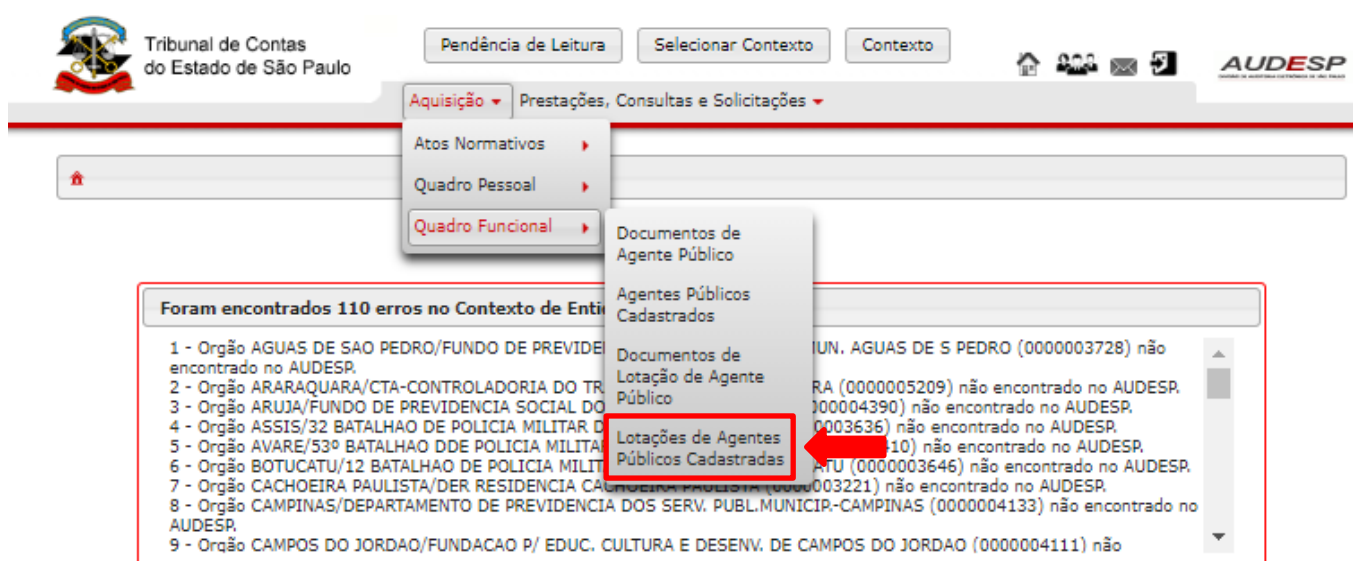 Tribunal de Contas
do Estado de São Paulo
Pendência de Leitura
Selecionar Contexto
Contexto
AUDESP
Aquisição
Prestações, Consultas e Solicitações
Atos Normativos
Quadro Pessoal
Quadro Funcional
Documentos de
Agente Público
Agentes Públicos
Cadastrados
Documentos de
Lotação de Agente
Público
Lotações de Agentes
Públicos Cadastradas
Foram encontrados 110 erros no Contexto de Enti
1 - Orgão AGUAS DE SAO PEDRO/FUNDO DE PREVIDE MUN. AGUAS DE S PEDRO (0000003728) não
encontrado no AUDESP.
2 - Orgão ARARAQUARA/CTA-CONTROLADORIA DO TR RA (0000005209) não encontrado no AUDESP.
3 - Orgão ARUJA/FUNDO DE PREVIDENCIA SOCIAL DO 000004390) não encontrado no AUDESP.
4 - Orgão ASSIS/32 BATALHAO DE POLICIA MILITAR D 0003636) não encontrado no AUDESP.
5 - Orgão AVARE/53º BATALHAO DDE POLICIA MILITA 410) não encontrado no AUDESP.
6 - Orgão BOTUCATU/12 BATALHAO DE POLICIA MILIT ATU (0000003646) não encontrado no AUDESP.
7 - Orgão CACHOEIRA PAULISTA/DER RESIDENCIA CACHOEIRA PAULISTA (0000003221) não encontrado no AUDESP.
8 - Orgão CAMPINAS/DEPARTAMENTO DE PREVIDENCIA DOS SERV. PUBL.MUNICIP.-CAMPINAS (0000004133) não encontrado no
AUDESP.
9 - Orgão CAMPOS DO JORDAO/FUNDACAO P/ EDUC. CULTURA E DESENV. DE CAMPOS DO JORDAO (0000004111) não